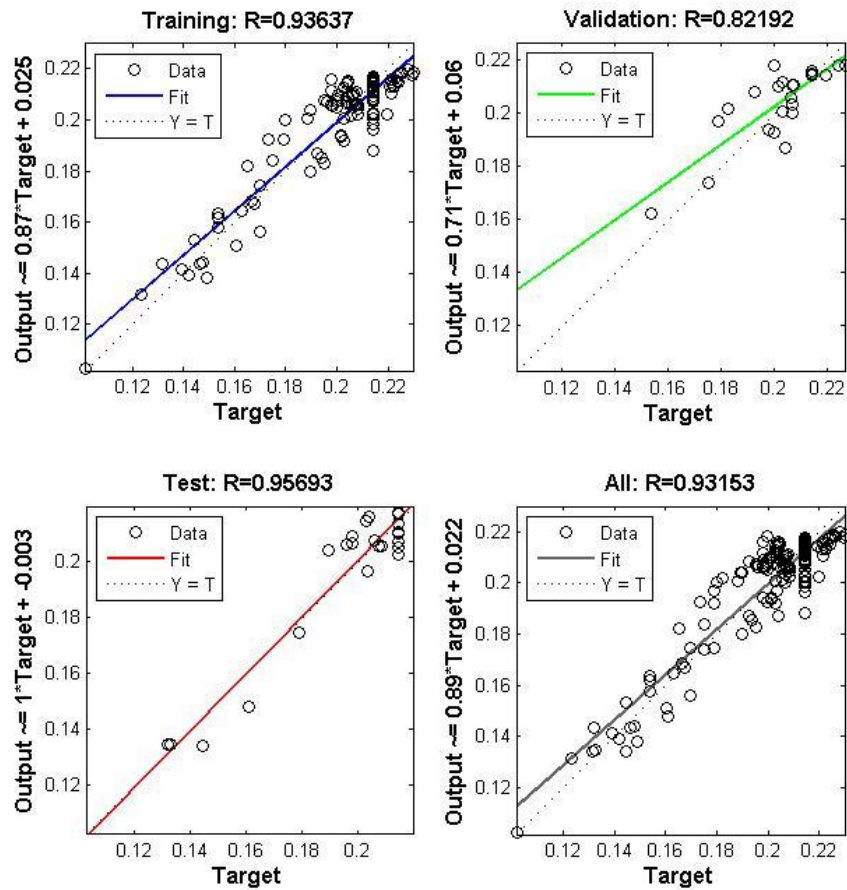 Training: R=0.93637
Output ~= 0.87*Target + 0.025
0.22
0.2
0.18
0.16
0.14
0.12
Data
Fit
Y = T
0.12 0.14 0.16 0.18 0.2 0.22
Target
Validation: R=0.82192
Output ~= 0.71*Target + 0.06
0.22
0.2
0.18
0.16
0.14
0.12
Data
Fit
Y = T
0.12 0.14 0.16 0.18 0.2 0.22
Target
Test: R=0.95693
Output ~= 1*Target + -0.003
0.2
0.18
0.16
0.14
0.12
Data
Fit
Y = T
0.12 0.14 0.16 0.18 0.2
Target
All: R=0.93153
Output ~= 0.89*Target + 0.022
0.22
0.2
0.18
0.16
0.14
0.12
Data
Fit
Y = T
0.12 0.14 0.16 0.18 0.2 0.22
Target